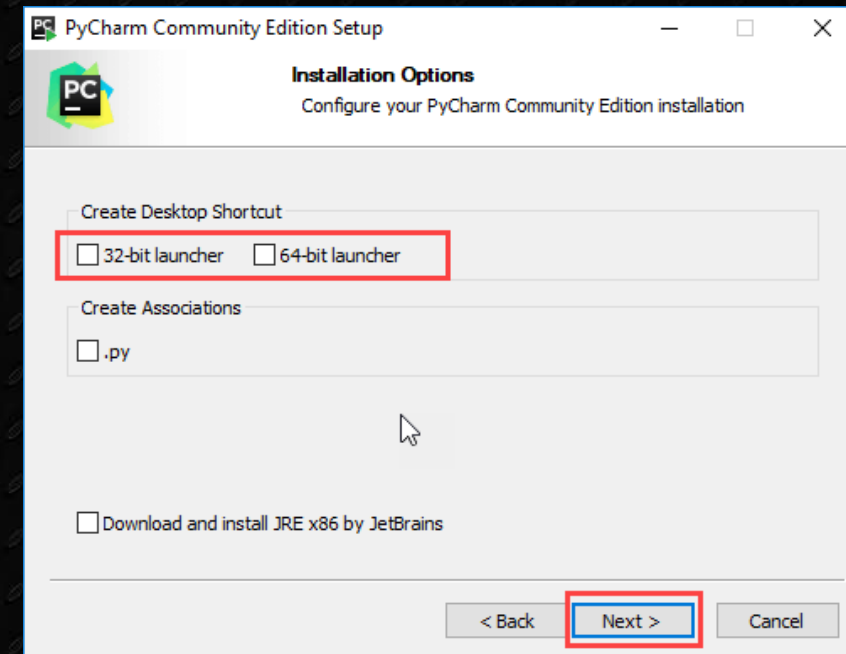 PC PyCharm Community Edition Setup
PC
Installation Options
Configure your PyCharm Community Edition installation
Create Desktop Shortcut
32-bit launcher 64-bit launcher
Create Associations
.py
Download and install JRE x86 by JetBrains
< Back Next > Cancel